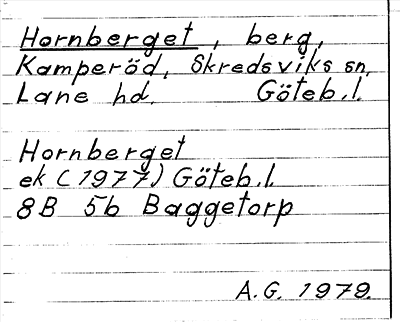 Hornberget, berg,
Kamperöd, Skredsviks sn,
Lane hd. Göteb.l.
Hornberget
ek (1977) Göteb.l.
8B 5b Baggetorp
A.G. 1979.